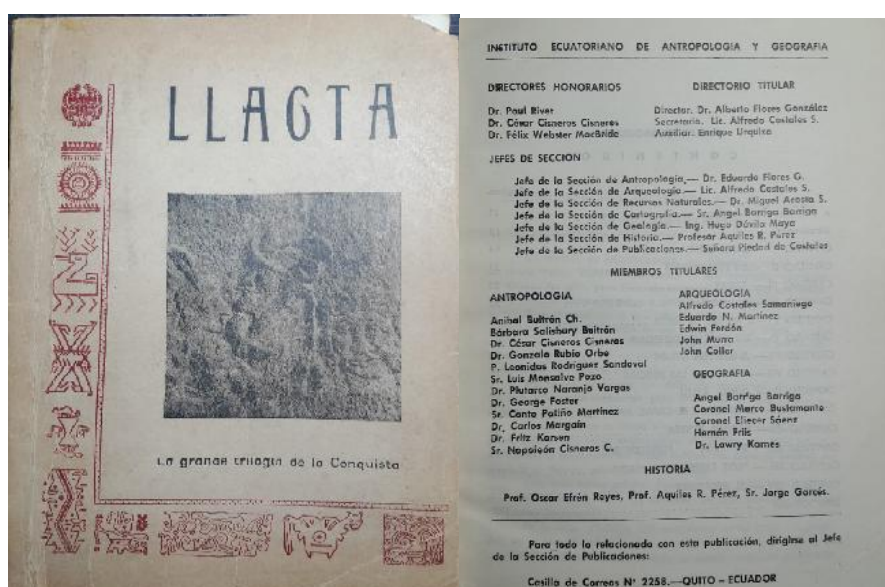 LLAGTA
La grande trilogía de la Conquista
INSTITUTO ECUATORIANO DE ANTROPOLOGIA Y GEOGRAFIA
DIRECTORES HONORARIOS
Dr. Paul Rivet
Dr. César Cisneros Cisneros
Dr. Félix Webster MacBride
DIRECTORIO TITULAR
Director. Dr. Alberto Flores González
Secretario. Lic. Alfredo Costales S.
Auxiliar. Enrique Urquizo
JEFES DE SECCION
Jefe de la Sección de Antropología.— Dr. Eduardo Flores G.
Jefe de la Sección de Arqueología.— Lic. Alfredo Costales S.
Jefe de la Sección de Recursos Naturales.— Dr. Miguel Acosta S.
Jefe de la Sección de Cartografía.— Sr. Angel Barriga Barriga
Jefe de la Sección de Geología.— Ing. Hugo Dávila Maya
Jefe de la Sección de Historia.— Profesor Aquiles R. Pérez
Jefe de la Sección de Publicaciones.— Señora Piedad de Costales
MIEMBROS TITULARES
ANTROPOLOGIA
Aníbal Buitrón Ch.
Bárbara Salisbury Buitrón
Dr. César Cisneros Cisneros
Dr. Gonzalo Rubio Orbe
P. Leonidas Rodríguez Sandoval
Sr. Luis Monsalve Pozo
Dr. Plutarco Naranjo Vargas
Dr. George Foster
Sr. Canto Patiño Martínez
Dr. Carlos Margain
Dr. Fritz Karsen
Sr. Napoleón Cisneros C.
ARQUEOLOGIA
Alfredo Costales Samaniego
Eduardo N. Martínez
Edwin Ferdón
John Murra
John Collier
GEOGRAFIA
Angel Barriga Barriga
Coronel Marco Bustamante
Coronel Eliecer Sáenz
Hernán Friis
Dr. Lowry Karnes
HISTORIA
Prof. Oscar Efrén Reyes, Prof. Aquiles R. Pérez, Sr. Jorge Garcés.
Para todo lo relacionado con esta publicación, dirigirse al Jefe
de la Sección de Publicaciones:
Casilla de Correos N° 2258.—QUITO – ECUADOR